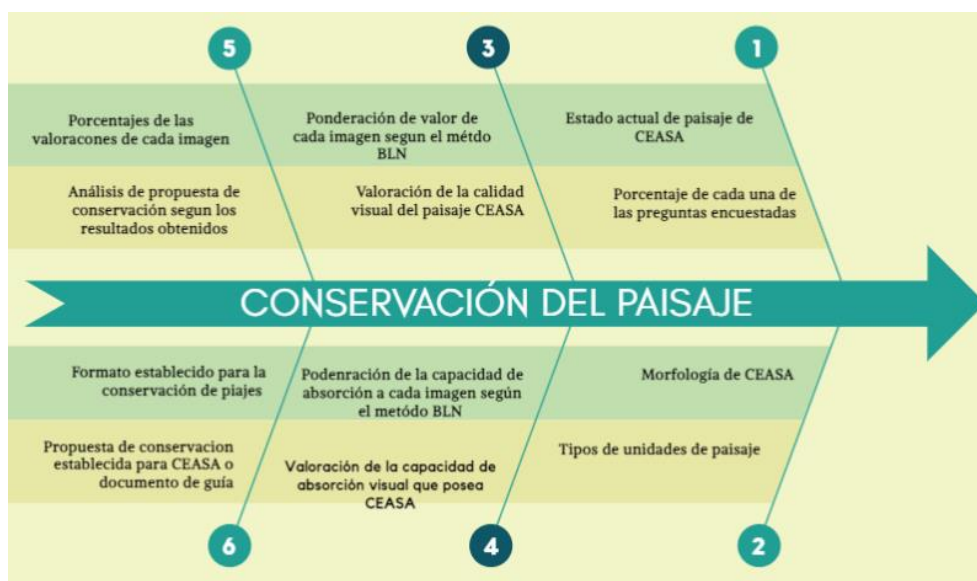 5
3
1
Porcentajes de las
valoracones de cada imagen
Ponderación de valor de
cada imagen segun el métdo
BLN
Estado actual de paisaje de
CEASA
Análisis de propuesta de
conservación segun los
resultados obtenidos
Valoración de la calidad
visual del paisaje CEASA
Porcentaje de cada una de
las preguntas encuestadas
CONSERVACIÓN DEL PAISAJE
Formato establecido para la
conservación de piajes
Podenración de la capacidad de
absorción a cada imagen según
el metódo BLN
Morfología de CEASA
Propuesta de conservacion
establecida para CEASA o
documento de guía
Valoración de la capacidad de
absorción visual que posea
CEASA
Tipos de unidades de paisaje
6
4
2